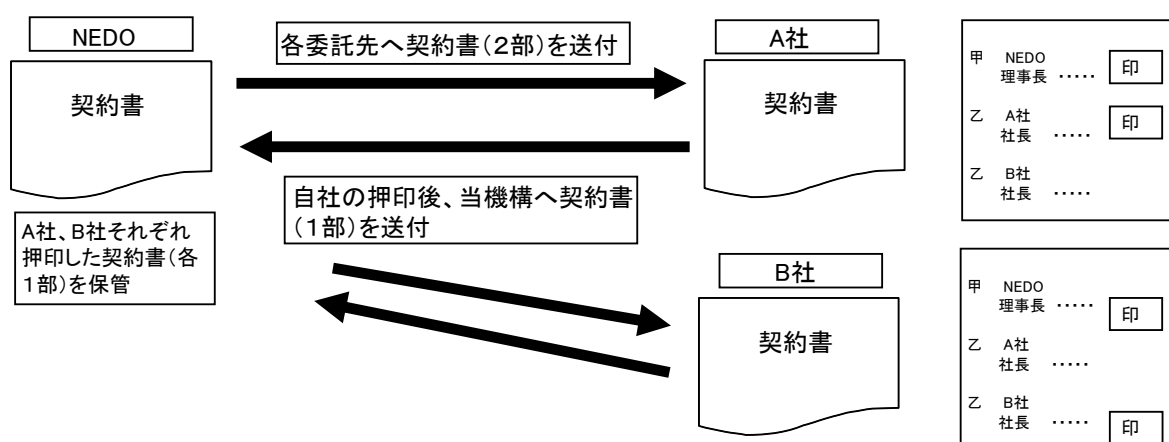 NEDO
契約書
A社、B社それぞれ
押印した契約書(各
1部)を保管
各委託先へ契約書(2部)を送付
自社の押印後、当機構へ契約書
(1部)を送付
A社
契約書
B社
契約書
甲 NEDO
理事長 ‥‥‥ 印
乙 A社
社長 ‥‥‥ 印
乙 B社
社長 ‥‥‥
甲 NEDO
理事長 ‥‥‥ 印
乙 A社
社長 ‥‥‥
乙 B社
社長 ‥‥‥ 印